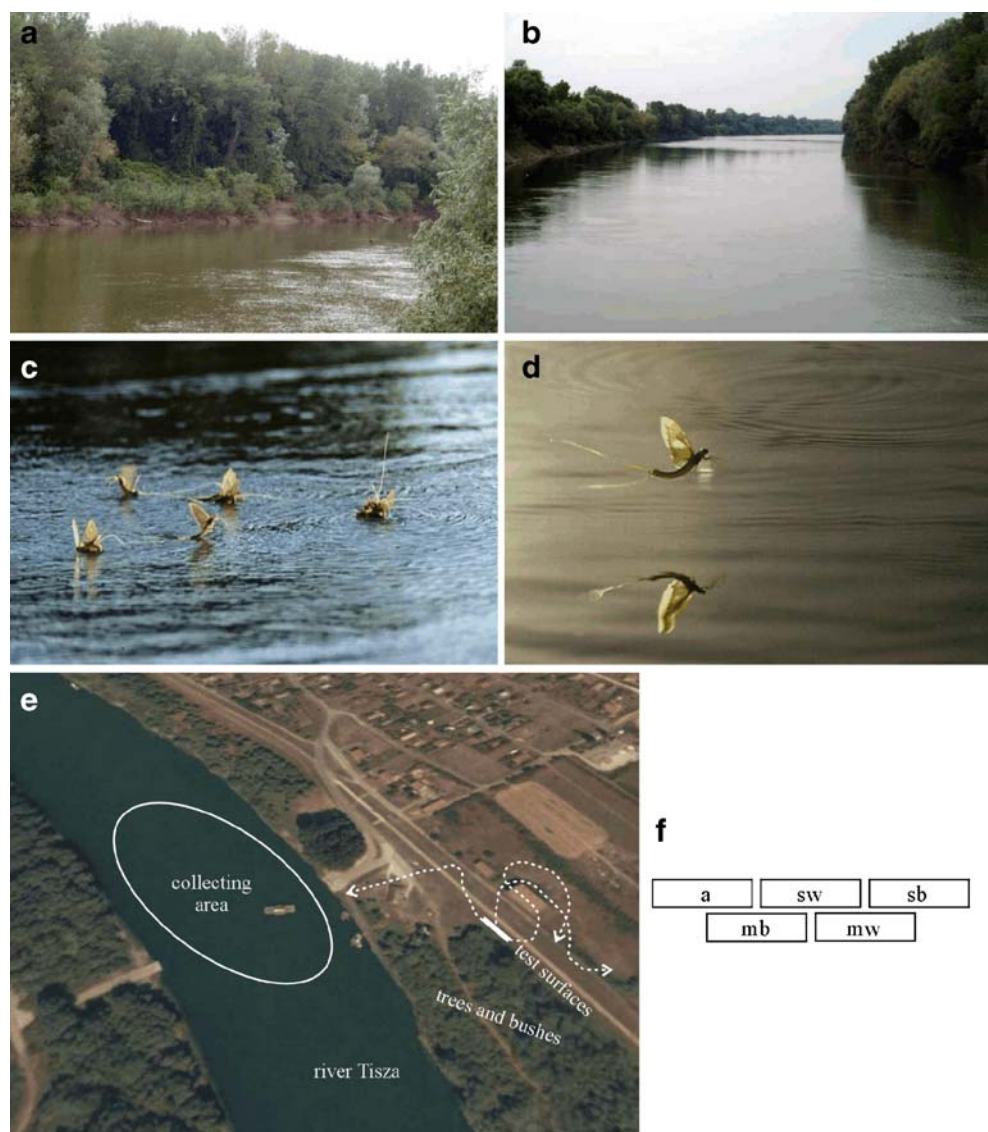 a
b
c
d
e
collecting
area
test surfaces
trees and bushes
river Tisza
f
a sw sb
mb mw